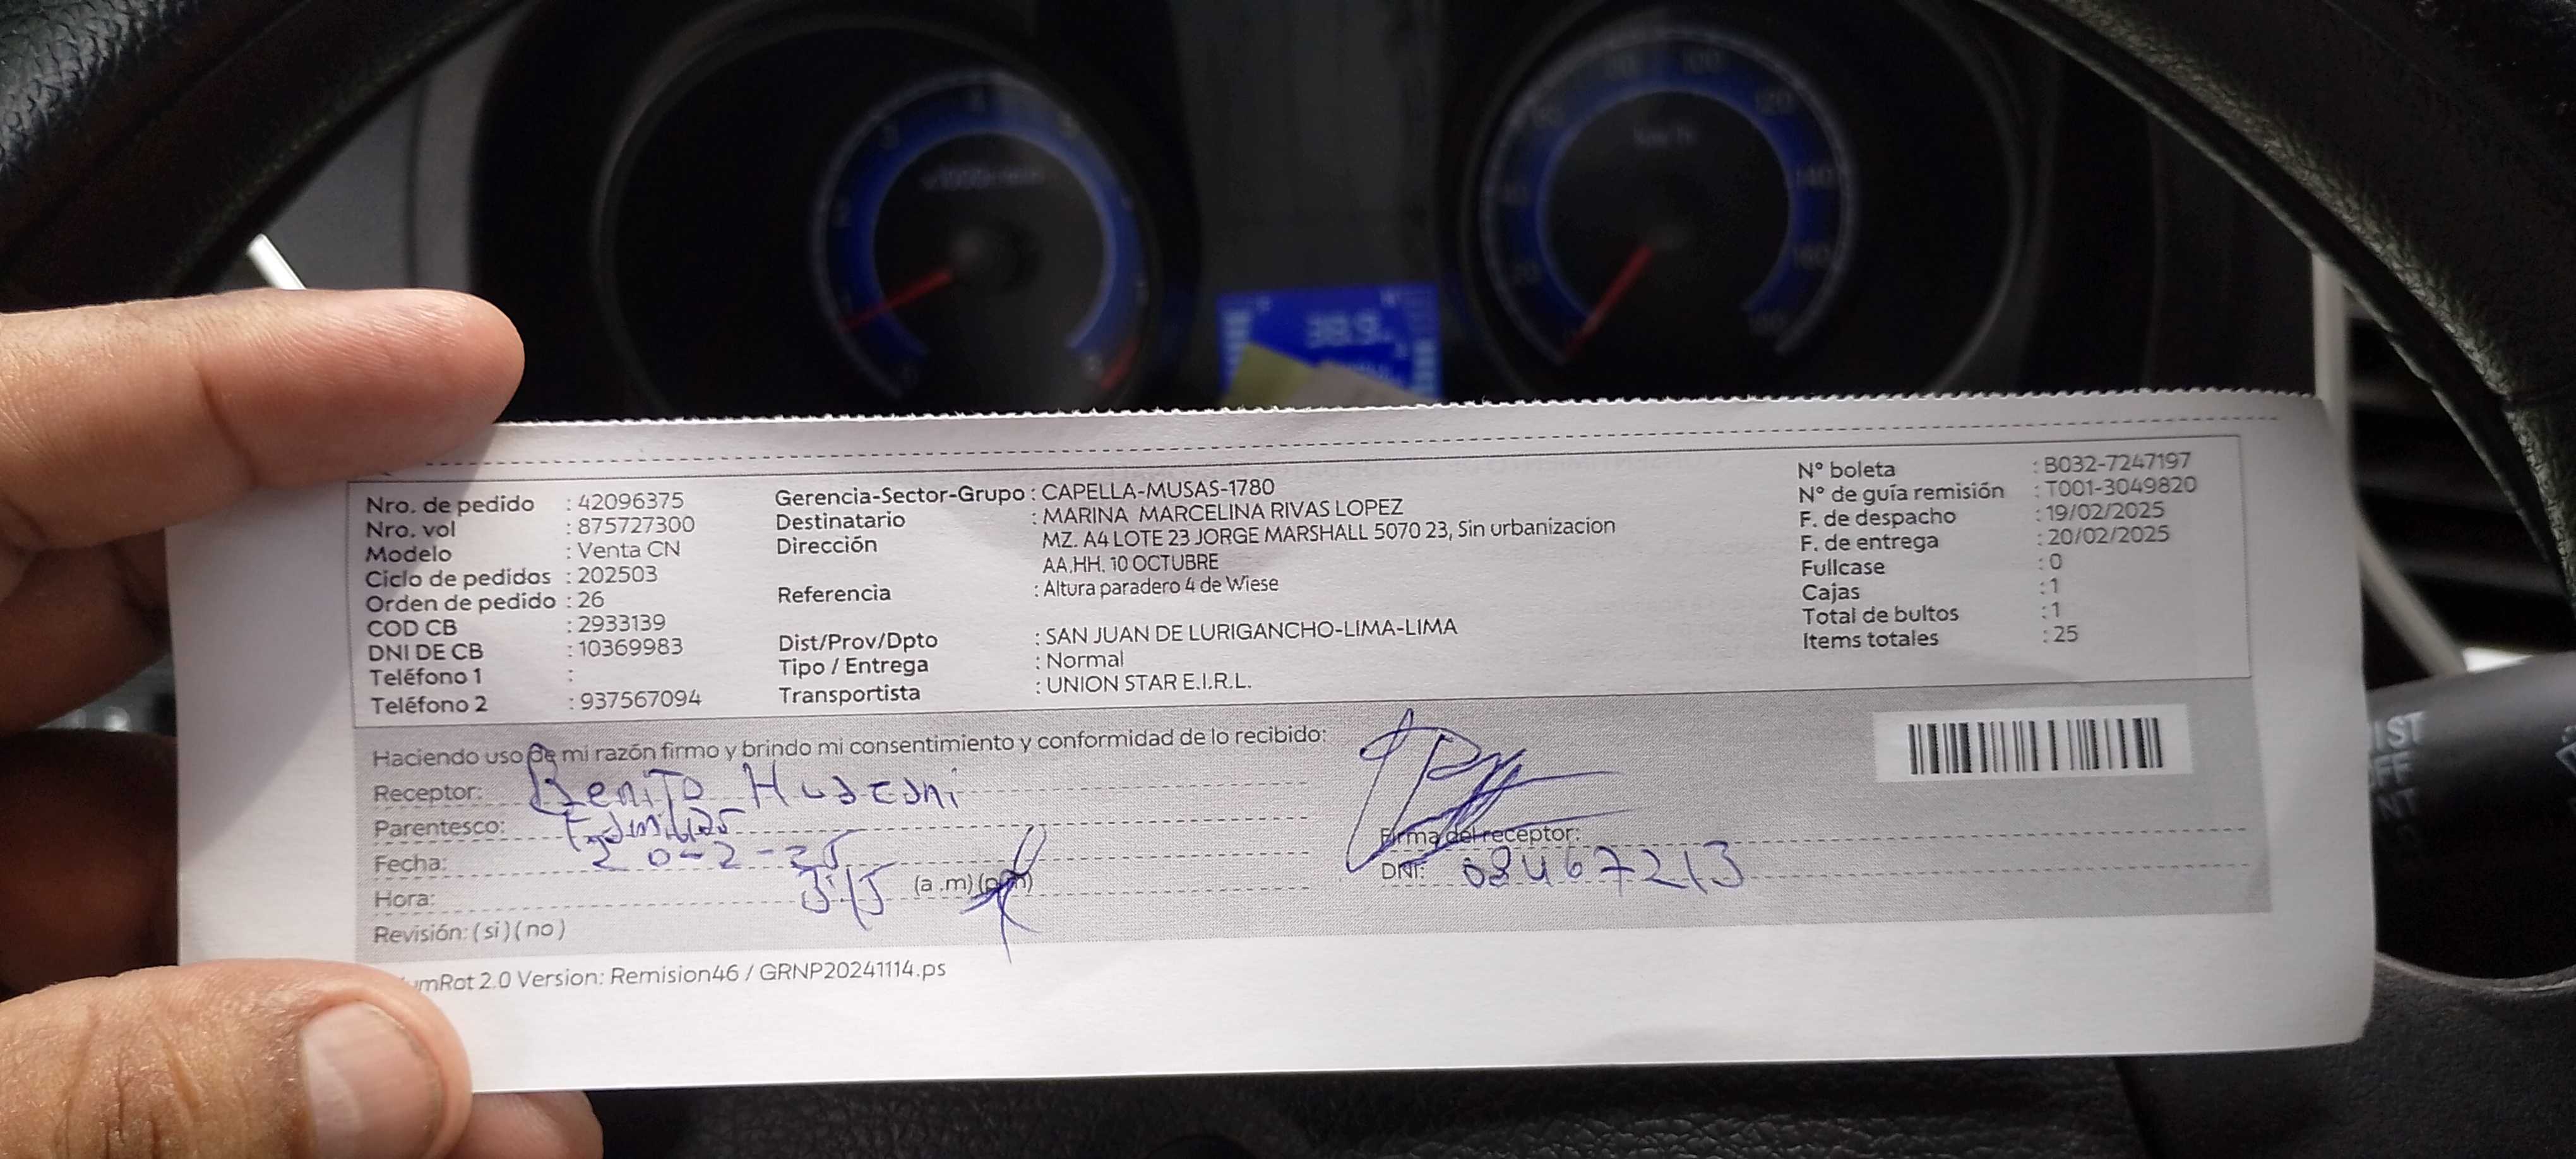 Nro. de pedido : 42096375
Nro. vol : 875727300
Modelo : Venta CN
Ciclo de pedidos : 202503
Orden de pedido : 26
COD CB : 2933139
DNI DE CB : 10369983
Teléfono 1 :
Teléfono 2 : 937567094
Gerencia-Sector-Grupo : CAPELLA-MUSAS-1780
Destinatario : MARINA MARCELINA RIVAS LOPEZ
Dirección MZ. A4 LOTE 23 JORGE MARSHALL 5070 23, Sin urbanizacion
AA.HH. 10 OCTUBRE
Referencia : Altura paradero 4 de Wiese
Dist/Prov/Dpto : SAN JUAN DE LURIGANCHO-LIMA-LIMA
Tipo / Entrega : Normal
Transportista : UNION STAR E.I.R.L.
N° boleta : B032-7247197
N° de guía remisión : T001-3049820
F. de despacho : 19/02/2025
F. de entrega : 20/02/2025
Fullcase : 0
Cajas : 1
Total de bultos : 1
Items totales : 25
Haciendo uso de mi razón firmo y brindo mi consentimiento y conformidad de lo recibido:
Receptor: Benito
Parentesco:
Fecha: 20-2-25
Hora: 3:15 (a .m) (p.m)
Revisión: ( si ) ( no )
Firma del receptor:
DNI: 08467213
umRot 2.0 Version: Remision46 / GRNP20241114.ps
38.9